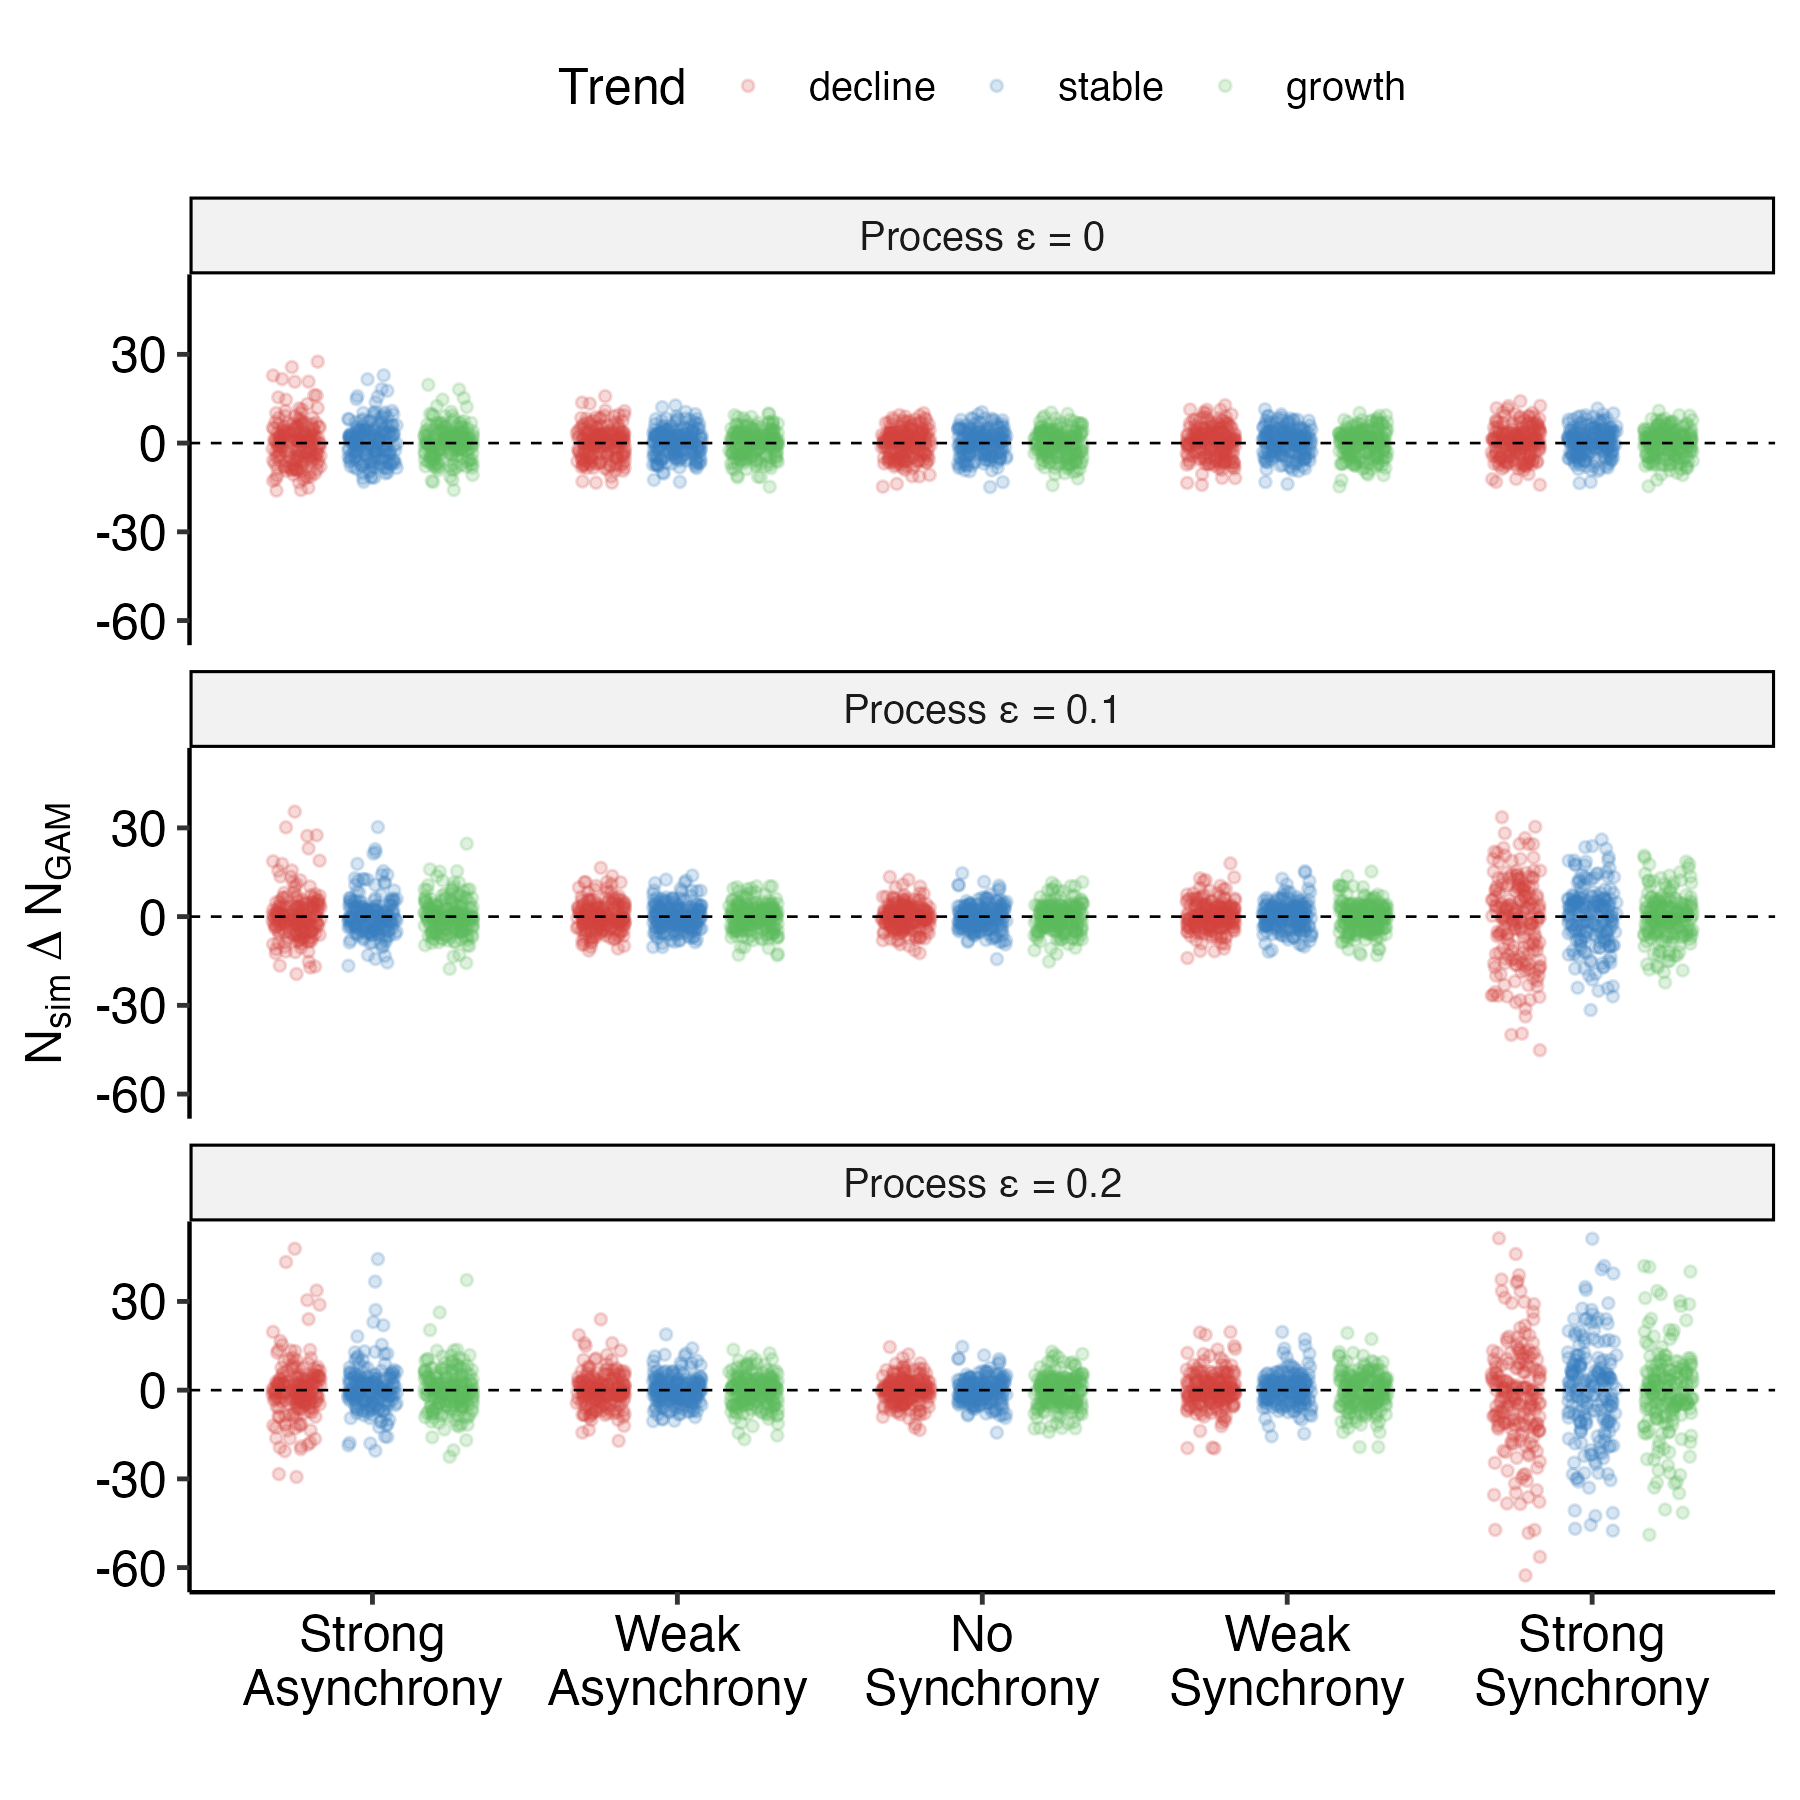 Trend decline stable growth
Process ε = 0
30
0
-30
-60
Process ε = 0.1
30
0
-30
-60
Nsim Δ NGAM
Process ε = 0.2
30
0
-30
-60
Strong Weak No Weak Strong
Asynchrony Asynchrony Synchrony Synchrony Synchrony